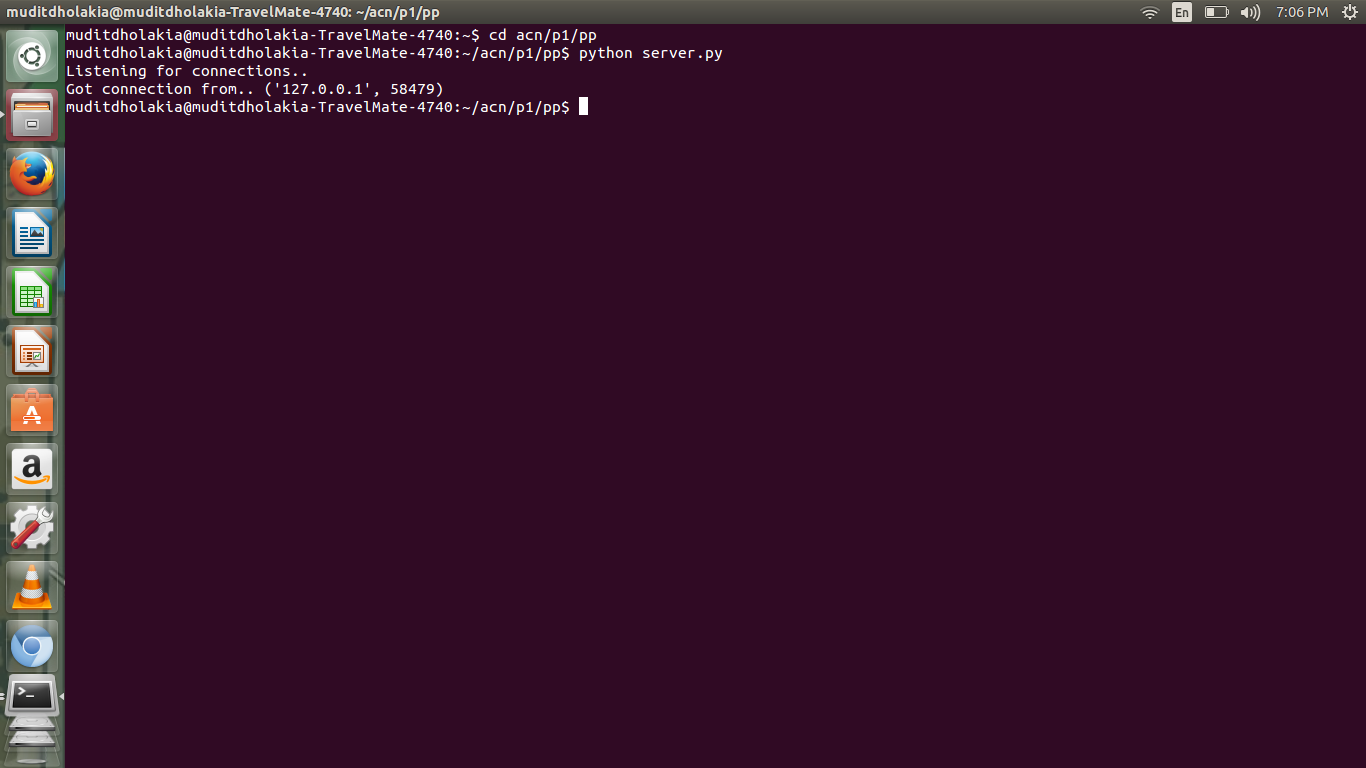 muditdholakia@muditdholakia-TravelMate-4740: ~/acn/p1/pp
En
7:06 PM
muditdholakia@muditdholakia-TravelMate-4740:~$ cd acn/p1/pp
muditdholakia@muditdholakia-TravelMate-4740:~/acn/p1/pp$ python server.py
Listening for connections..
Got connection from.. ('127.0.0.1', 58479)
muditdholakia@muditdholakia-TravelMate-4740:~/acn/p1/pp$
A
a
>_